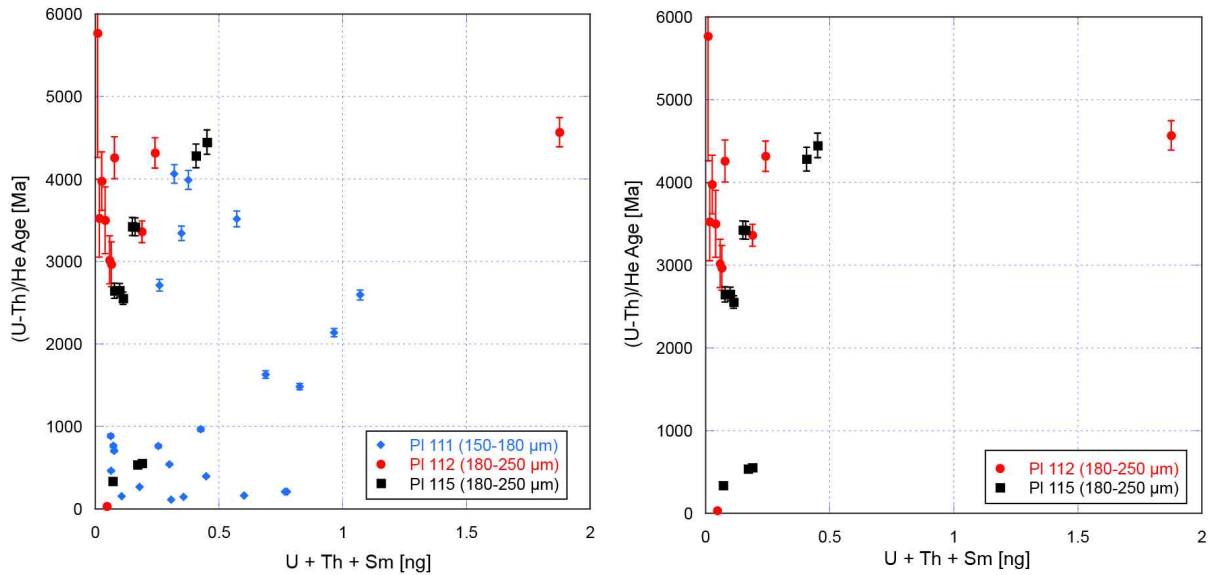 6000
5000
4000
3000
2000
1000
0
(U-Th)/He Age [Ma]
0
0.5
1
1.5
2
U + Th + Sm [ng]
Pl 111 (150-180 µm)
Pl 112 (180-250 µm)
Pl 115 (180-250 µm)
6000
5000
4000
3000
2000
1000
0
(U-Th)/He Age [Ma]
0
0.5
1
1.5
2
U + Th + Sm [ng]
Pl 112 (180-250 µm)
Pl 115 (180-250 µm)